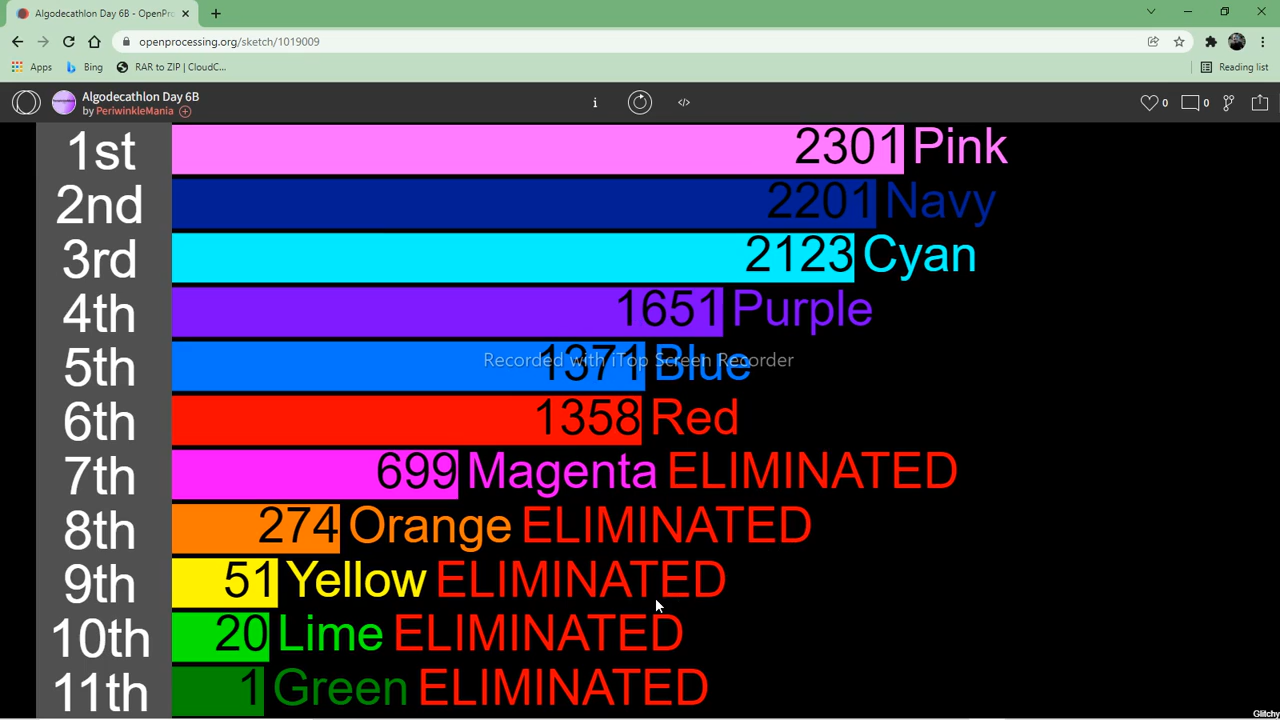 Algodecathlon Day 6B - OpenPro
openprocessing.org/sketch/1019009
Apps Bing RAR to ZIP | CloudC... Reading list
Algodecathlon Day 6B
by PeriwinkleMania
0 0
1st 2301 Pink
2nd 2201 Navy
3rd 2123 Cyan
4th 1651 Purple
5th 1371 Blue
Recorded with iTop Screen Recorder
6th 1358 Red
7th 699 Magenta ELIMINATED
8th 274 Orange ELIMINATED
9th 51 Yellow ELIMINATED
10th 20 Lime ELIMINATED
11th 1 Green ELIMINATED
Glitchy